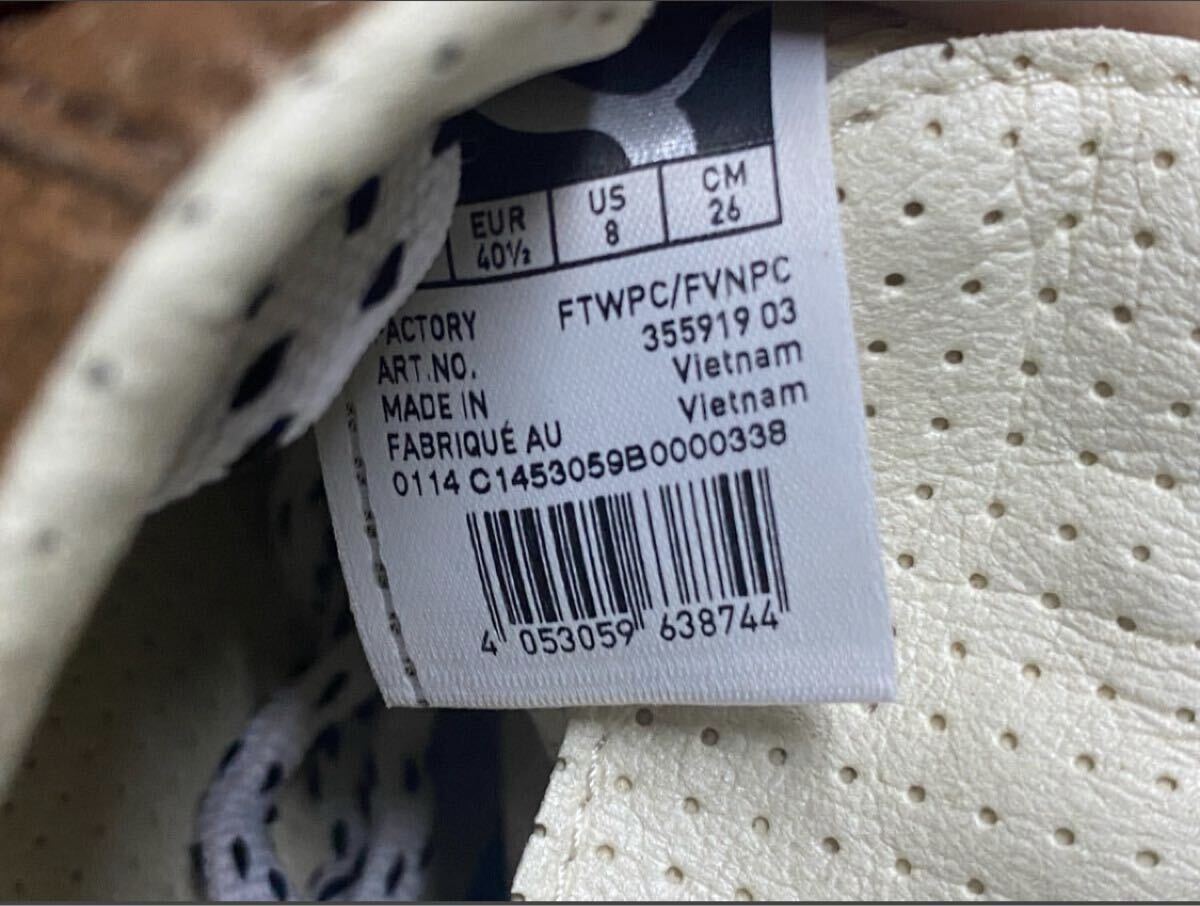 EUR US CM
40½ 8 26
FACTORY FTWPC/FVNPC
ART.NO. 355919 03
MADE IN Vietnam
FABRIQUÉ AU Vietnam
0114 C1453059B0000338
4 053059 638744